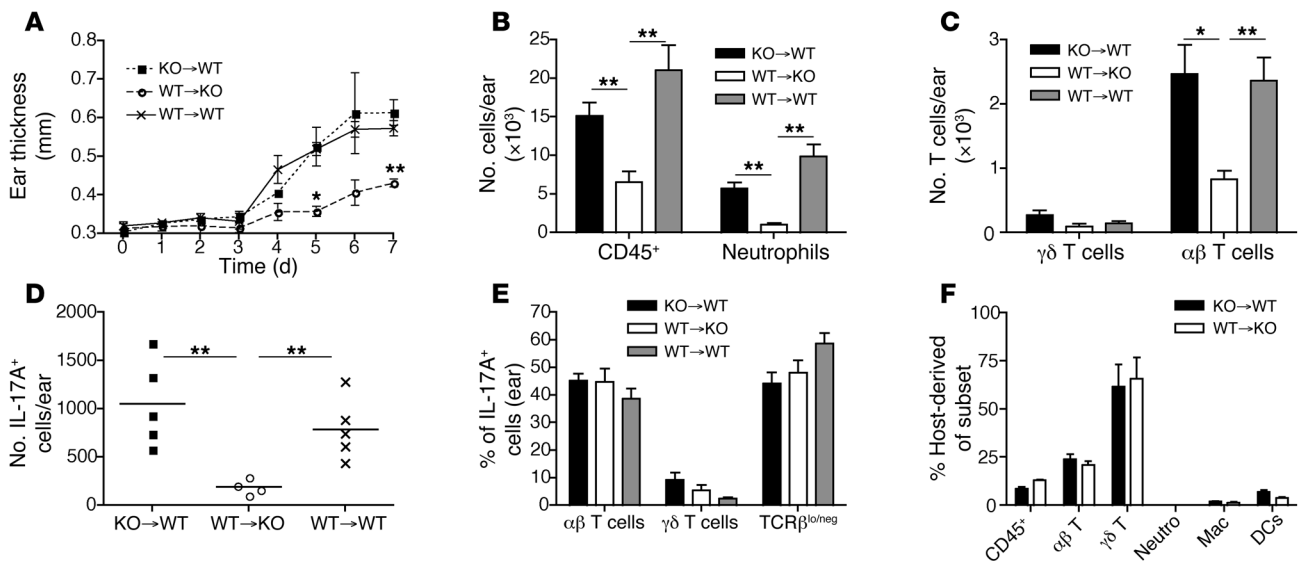 A
Ear thickness
(mm)
0.8
0.7
0.6
0.5
0.4
0.3
KO→WT
WT→KO
WT→WT
*
**
0 1 2 3 4 5 6 7
Time (d)
B
No. cells/ear
(×10³)
25
20
15
10
5
0
**
**
**
**
KO→WT
WT→KO
WT→WT
CD45⁺ Neutrophils
C
No. T cells/ear
(×10³)
3
2
1
0
KO→WT
WT→KO
WT→WT
* **
γδ T cells αβ T cells
D
No. IL-17A⁺
cells/ear
2000
1500
1000
500
0
** **
KO→WT WT→KO WT→WT
E
% of IL-17A⁺
cells (ear)
70
60
50
40
30
20
10
0
KO→WT
WT→KO
WT→WT
αβ T cells γδ T cells TCRβˡᵒ/ⁿᵉᵍ
F
% Host-derived
of subset
100
75
50
25
0
KO→WT
WT→KO
CD45⁺ αβ T γδ T Neutro Mac DCs